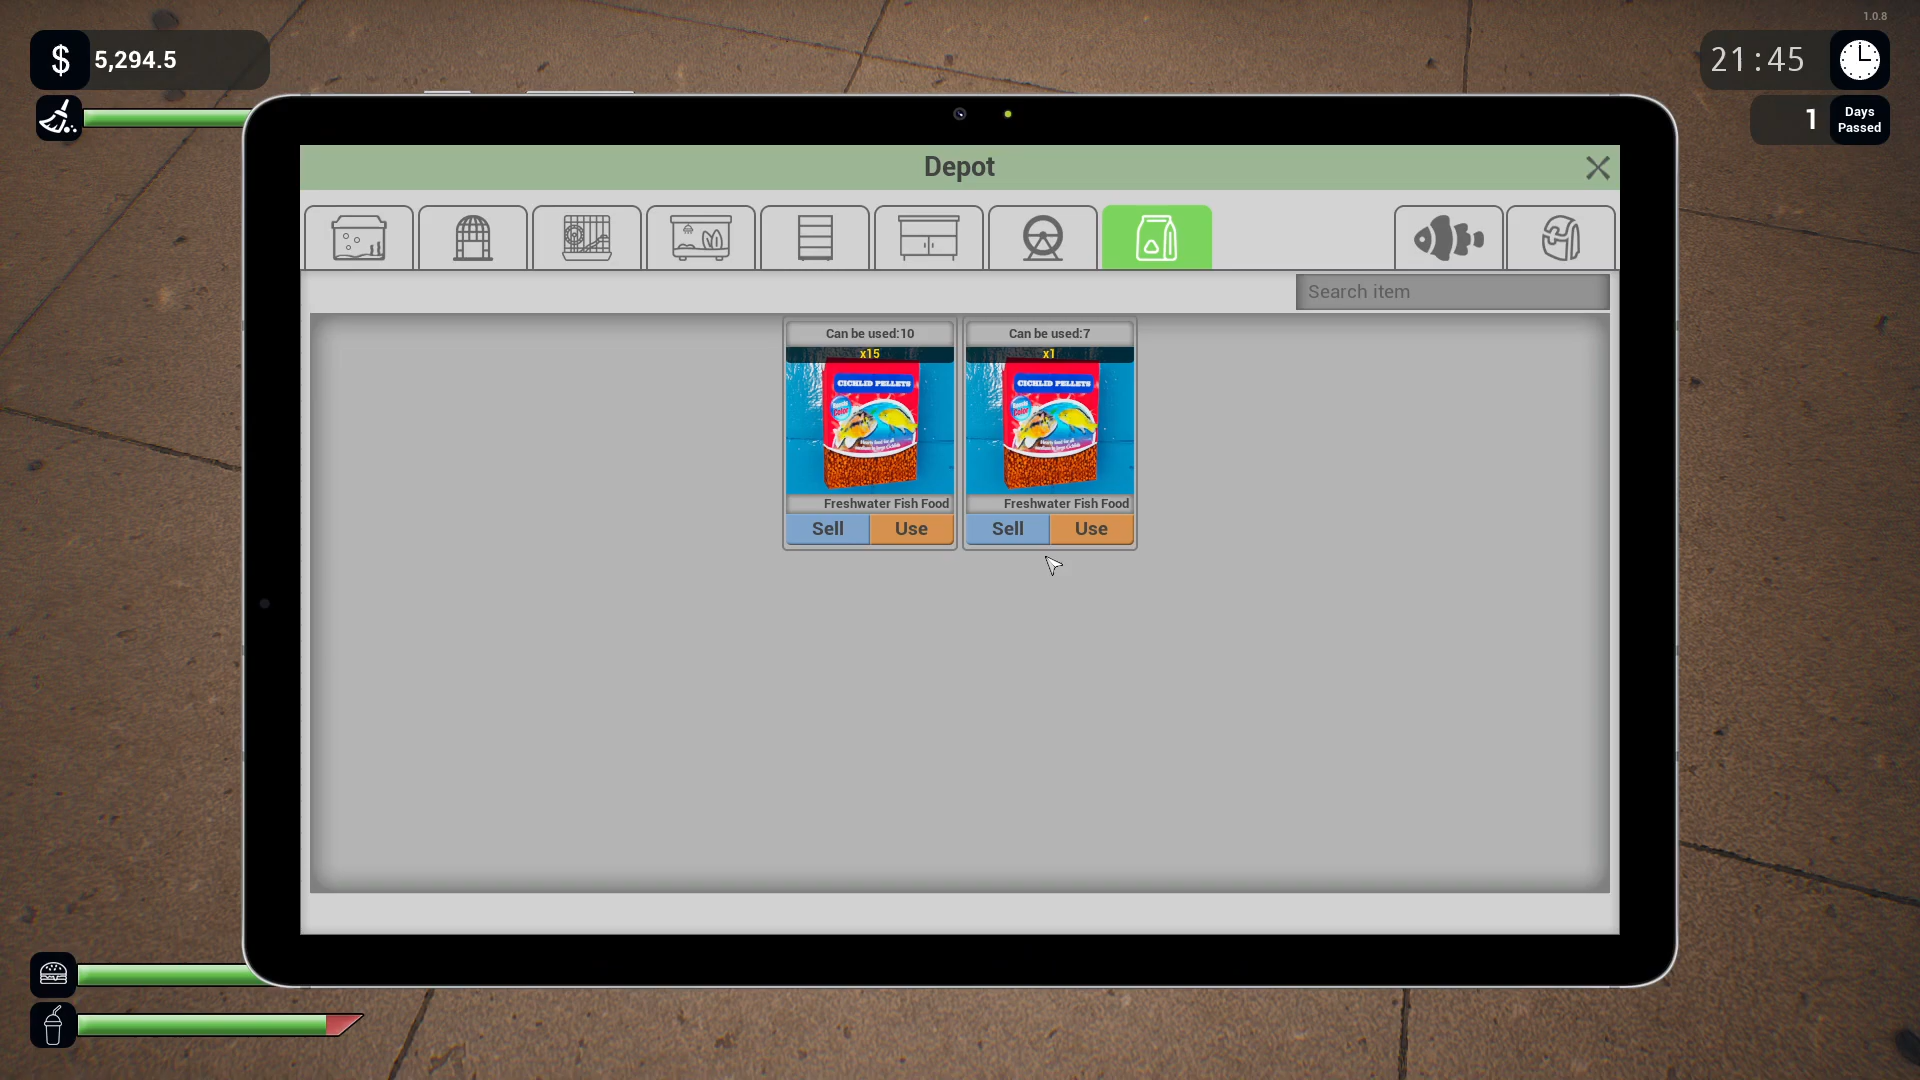 1.0.8
$ 5,294.5
21:45
1 Days Passed
Depot
Search item
Can be used:10
x15
CICHLID PELLETS
Freshwater Fish Food
Sell Use
Can be used:7
x1
CICHLID PELLETS
Freshwater Fish Food
Sell Use